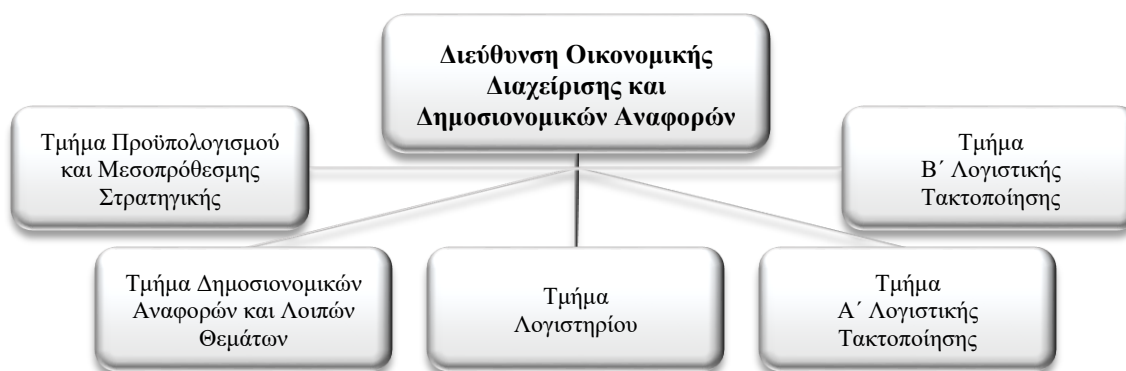 Διεύθυνση Οικονομικής
Διαχείρισης και
Δημοσιονομικών Αναφορών
Τμήμα Προϋπολογισμού
και Μεσοπρόθεσμης
Στρατηγικής
Τμήμα
Β΄ Λογιστικής
Τακτοποίησης
Τμήμα Δημοσιονομικών
Αναφορών και Λοιπών
Θεμάτων
Τμήμα
Λογιστηρίου
Τμήμα
Α΄ Λογιστικής
Τακτοποίησης